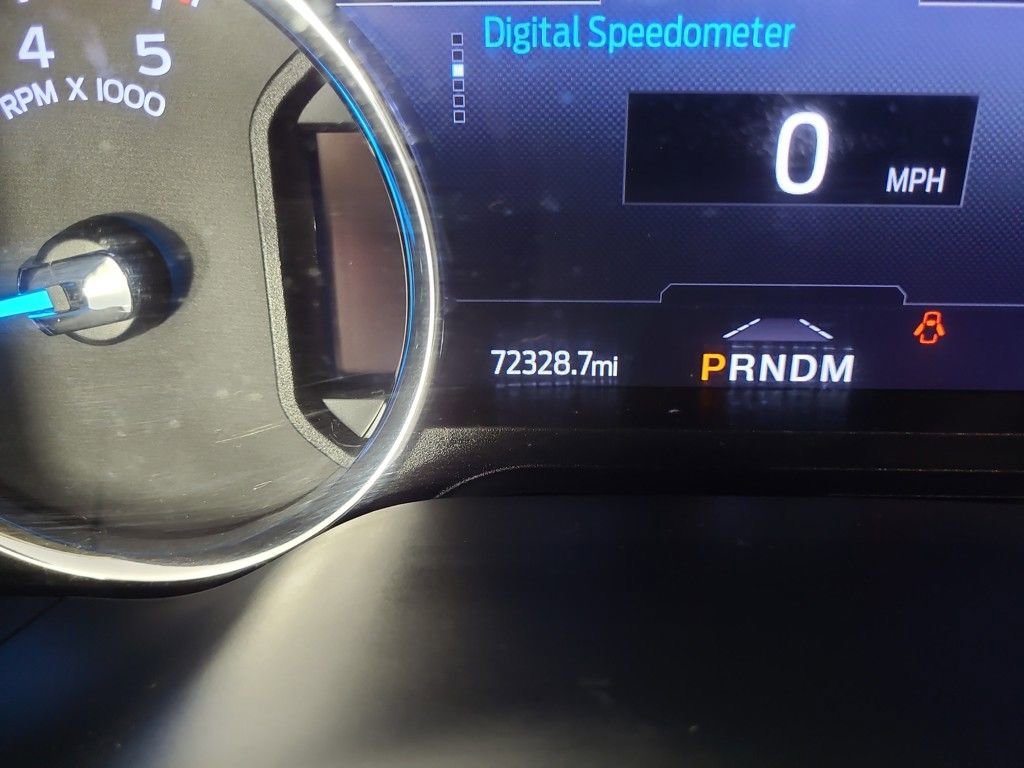 Digital Speedometer
4 5
RPM X 1000
0 MPH
72328.7mi
PRNDM